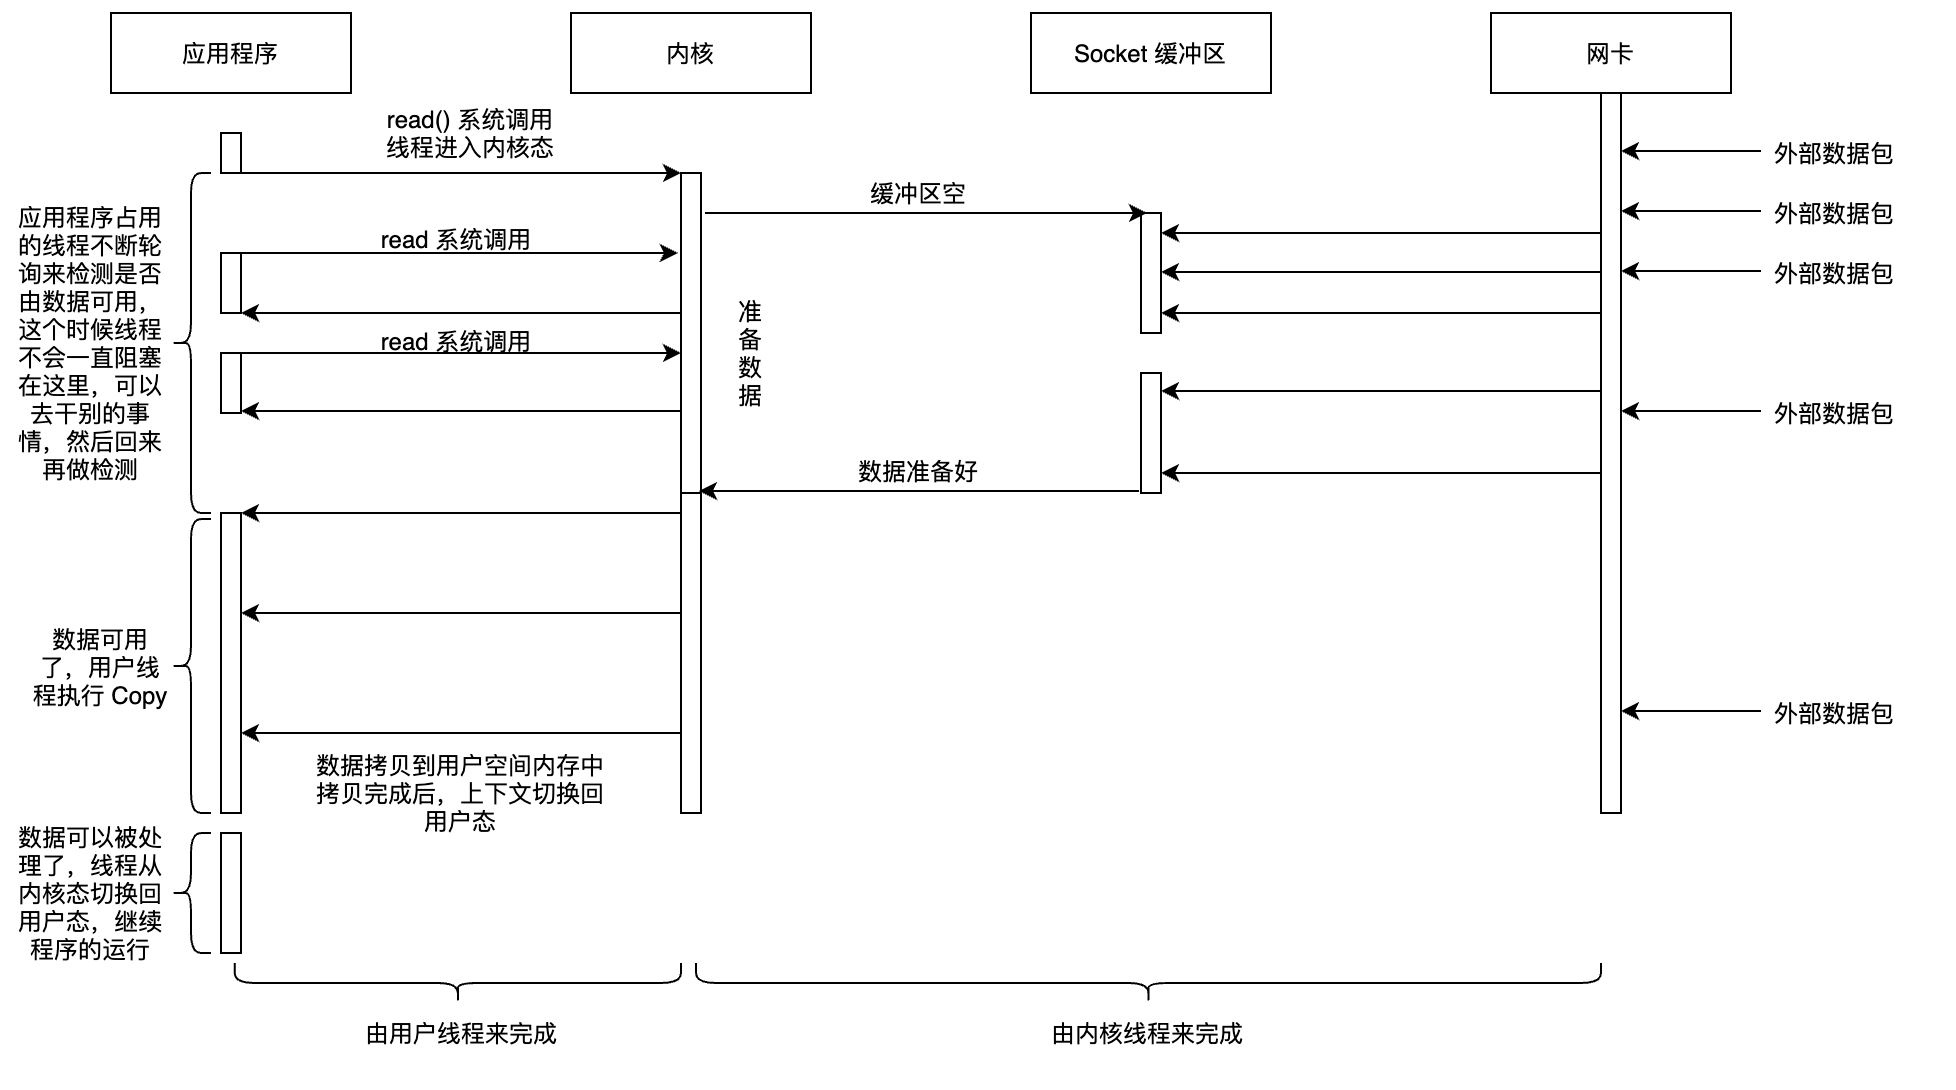 应用程序
内核
Socket 缓冲区
网卡
read() 系统调用
线程进入内核态
外部数据包
缓冲区空
外部数据包
应用程序占用
的线程不断轮
询来检测是否
由数据可用，
这个时候线程
不会一直阻塞
在这里，可以
去干别的事
情，然后回来
再做检测
read 系统调用
外部数据包
准
备
数
据
read 系统调用
外部数据包
数据准备好
数据可用
了，用户线
程执行 Copy
外部数据包
数据拷贝到用户空间内存中
拷贝完成后，上下文切换回
用户态
数据可以被处
理了，线程从
内核态切换回
用户态，继续
程序的运行
由用户线程来完成
由内核线程来完成